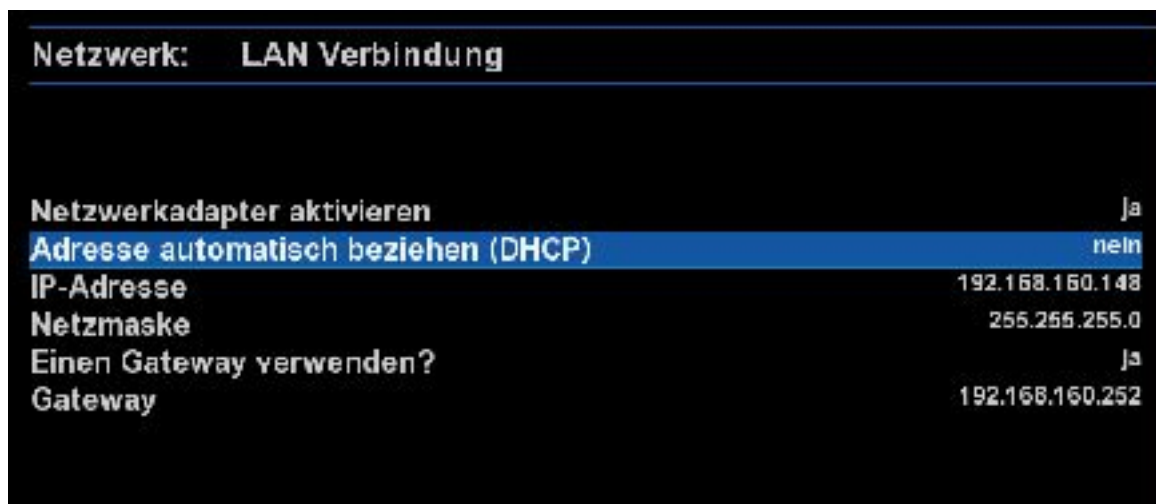 Netzwerk: LAN Verbindung
Netzwerkadapter aktivieren ja
Adresse automatisch beziehen (DHCP) nein
IP-Adresse 192.168.160.148
Netzmaske 255.255.255.0
Einen Gateway verwenden? ja
Gateway 192.168.160.252